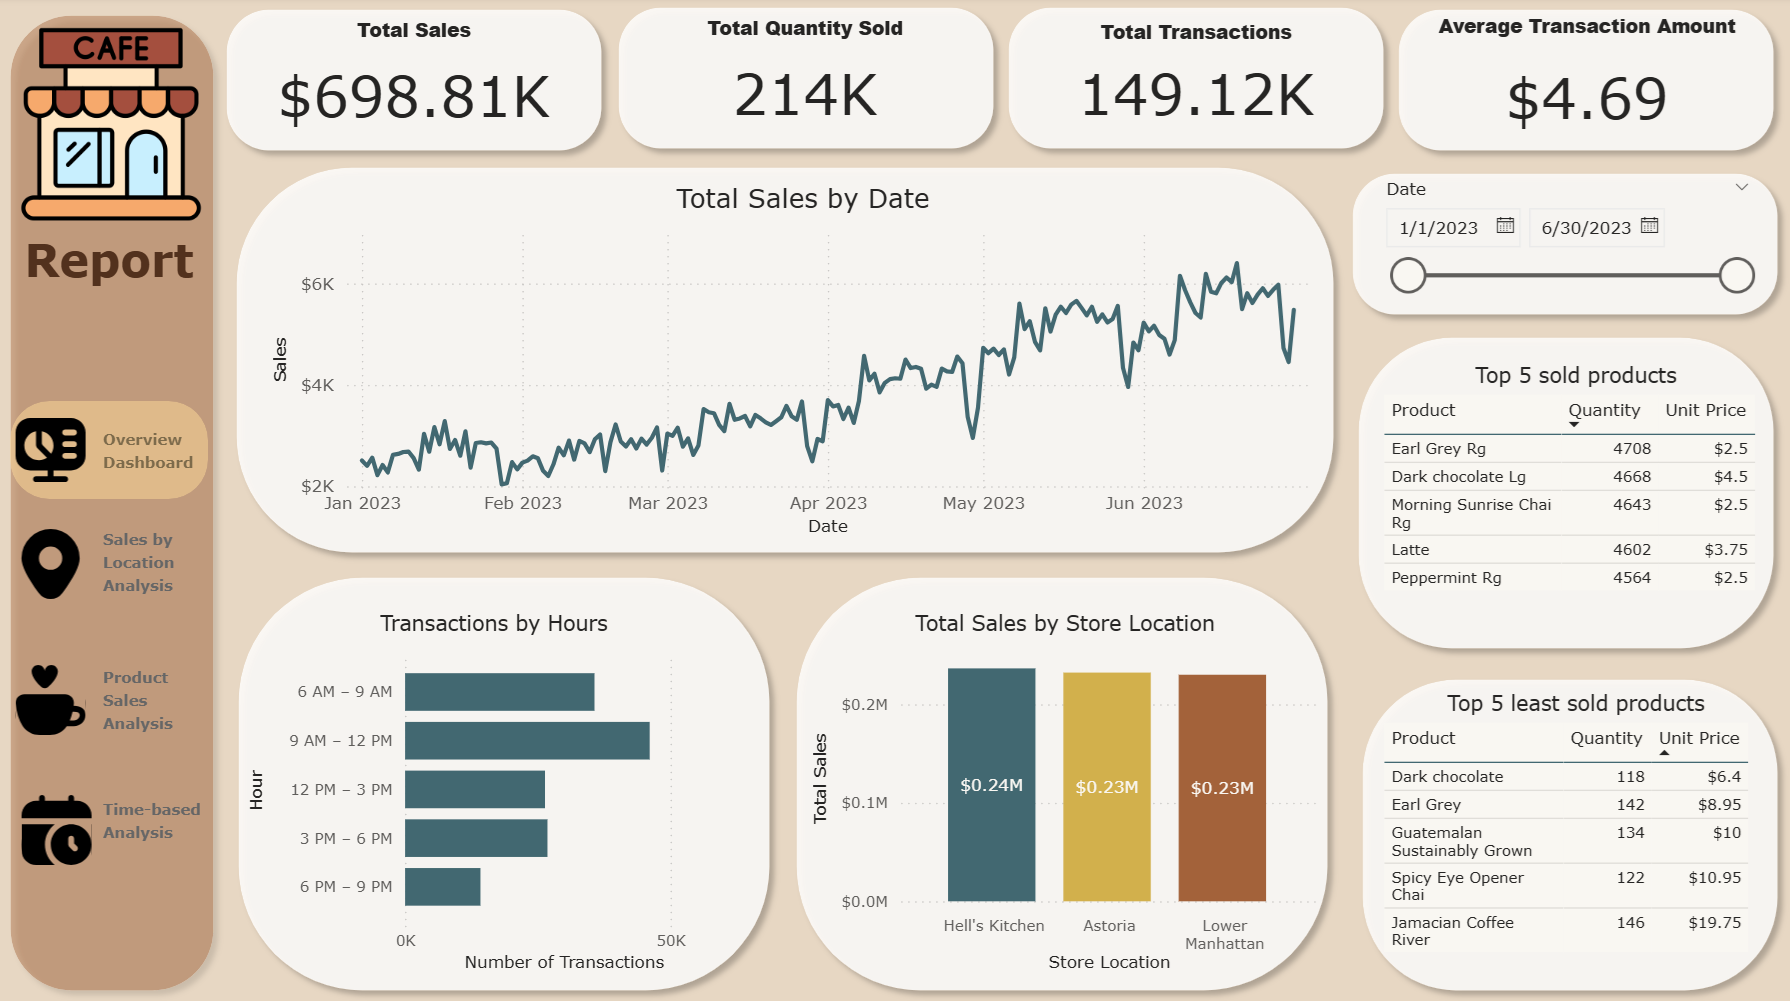 CAFE
Report
Overview
Dashboard
Sales by
Location
Analysis
Product
Sales
Analysis
Time-based
Analysis
Total Sales
$698.81K
Total Quantity Sold
214K
Total Transactions
149.12K
Average Transaction Amount
$4.69
Total Sales by Date
Sales
$6K
$4K
$2K
Jan 2023 Feb 2023 Mar 2023 Apr 2023 May 2023 Jun 2023
Date
Date
1/1/2023 6/30/2023
Top 5 sold products
Product Quantity Unit Price
Earl Grey Rg 4708 $2.5
Dark chocolate Lg 4668 $4.5
Morning Sunrise Chai 4643 $2.5
Rg
Latte 4602 $3.75
Peppermint Rg 4564 $2.5
Transactions by Hours
Hour
6 AM – 9 AM
9 AM – 12 PM
12 PM – 3 PM
3 PM – 6 PM
6 PM – 9 PM
0K 50K
Number of Transactions
Total Sales by Store Location
Total Sales
$0.2M
$0.1M
$0.0M
$0.24M $0.23M $0.23M
Hell's Kitchen Astoria Lower
Manhattan
Store Location
Top 5 least sold products
Product Quantity Unit Price
Dark chocolate 118 $6.4
Earl Grey 142 $8.95
Guatemalan 134 $10
Sustainably Grown
Spicy Eye Opener 122 $10.95
Chai
Jamacian Coffee 146 $19.75
River